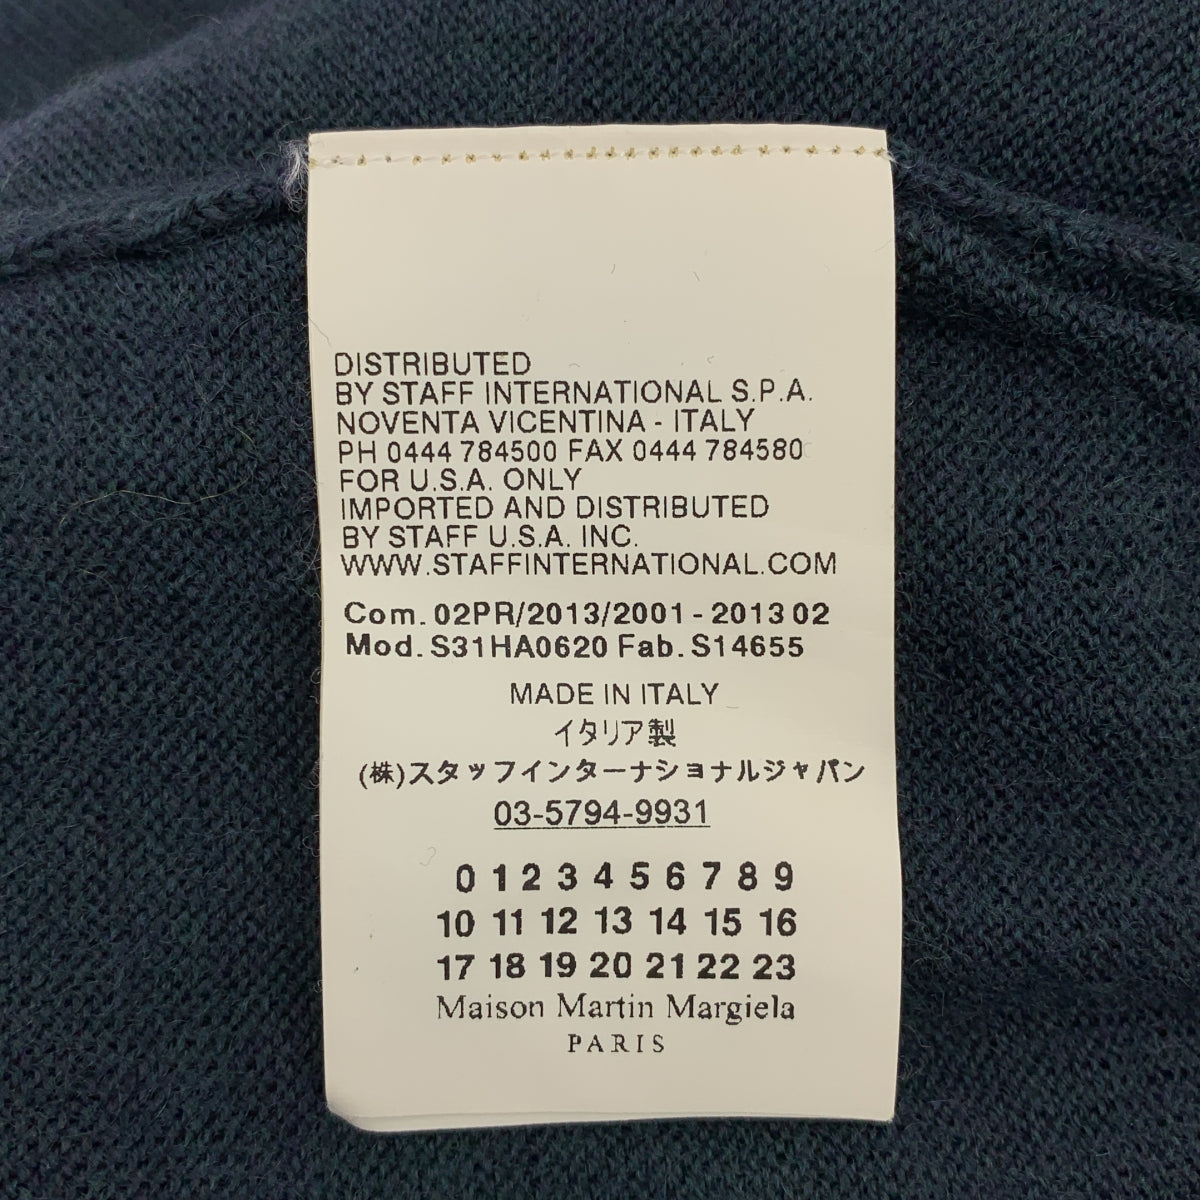 DISTRIBUTED
BY STAFF INTERNATIONAL S.P.A.
NOVENTA VICENTINA - ITALY
PH 0444 784500 FAX 0444 784580
FOR U.S.A. ONLY
IMPORTED AND DISTRIBUTED
BY STAFF U.S.A. INC.
WWW.STAFFINTERNATIONAL.COM
Com. 02PR/2013/2001 - 2013 02
Mod. S31HA0620 Fab. S14655
MADE IN ITALY
イタリア製
(株)スタッフインターナショナルジャパン
03-5794-9931
0 1 2 3 4 5 6 7 8 9
10 11 12 13 14 15 16
17 18 19 20 21 22 23
Maison Martin Margiela
PARIS